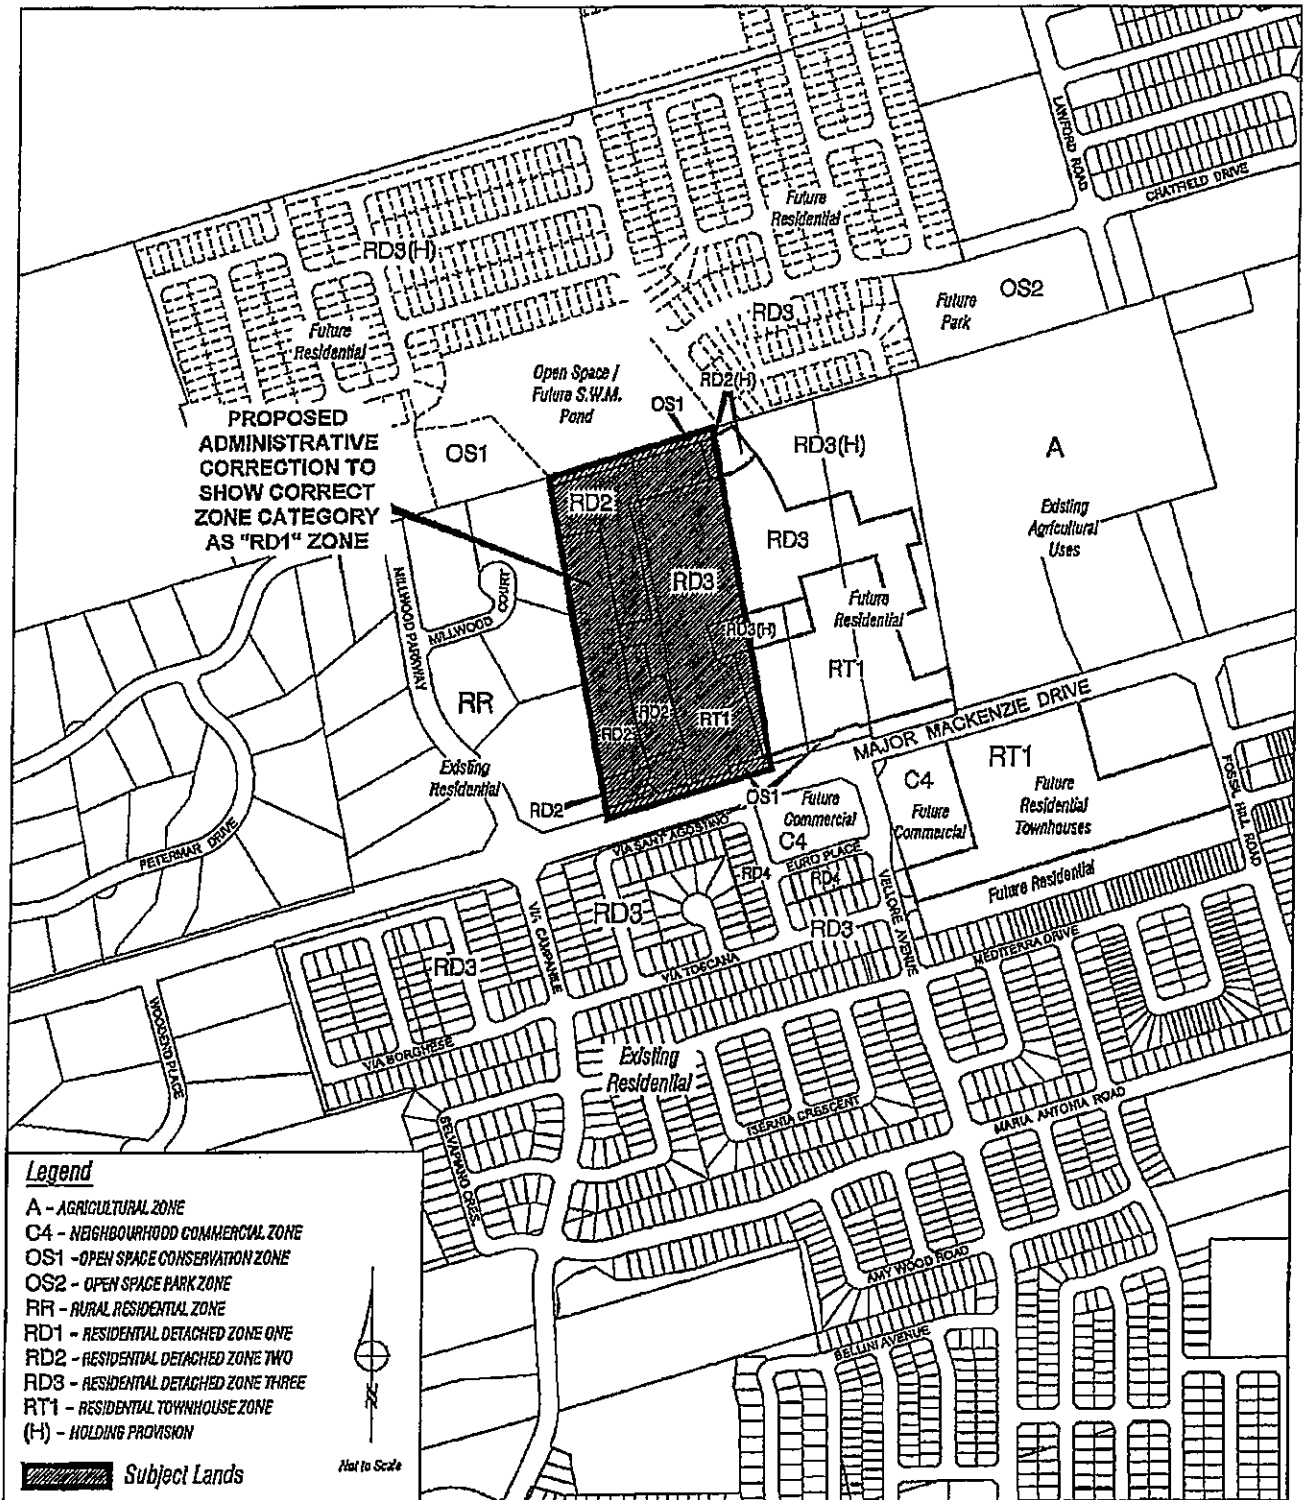 LAWFORD ROAD
CHATFIELD DRIVE
Future
Residential
RD3(H)
Future
Residential
OS2
Future
Park
RD3
Open Space /
Future S.W.M.
Pond
RD2(H)
OS1
PROPOSED
ADMINISTRATIVE
CORRECTION TO
SHOW CORRECT
ZONE CATEGORY
AS "RD1" ZONE
OS1
RD3(H)
A
RD2
Existing
Agricultural
Uses
RD3
RD3
MILLWOOD PARKWAY
MILLWOOD
COURT
Future
Residential
RD3(H)
RT1
RR
RD2
RT1
RD2
MAJOR MACKENZIE DRIVE
Existing
Residential
RD2
OS1
RT1
C4
Future
Commercial
Future
Residential
Townhouses
FOSSIL HILL ROAD
Future
Commercial
C4
PETERMAR DRIVE
VIA SANT'AGOSTINO
EURO PLACE
RD4
RD4
Future Residential
VELLORE AVENUE
VIA CAMPANILE
RD3
RD3
MEDITERRA DRIVE
RD3
VIA TOSCANA
WOODEND PLACE
VIA BORGHESE
Existing
Residential
ISERNIA CRESCENT
MARIA ANTONIA ROAD
BELVAPIANO CRES.
AMY WOOD ROAD
BELLINI AVENUE
Legend
A - AGRICULTURAL ZONE
C4 - NEIGHBOURHOOD COMMERCIAL ZONE
OS1 - OPEN SPACE CONSERVATION ZONE
OS2 - OPEN SPACE PARK ZONE
RR - RURAL RESIDENTIAL ZONE
RD1 - RESIDENTIAL DETACHED ZONE ONE
RD2 - RESIDENTIAL DETACHED ZONE TWO
RD3 - RESIDENTIAL DETACHED ZONE THREE
RT1 - RESIDENTIAL TOWNHOUSE ZONE
(H) - HOLDING PROVISION
Subject Lands
N
Not to Scale